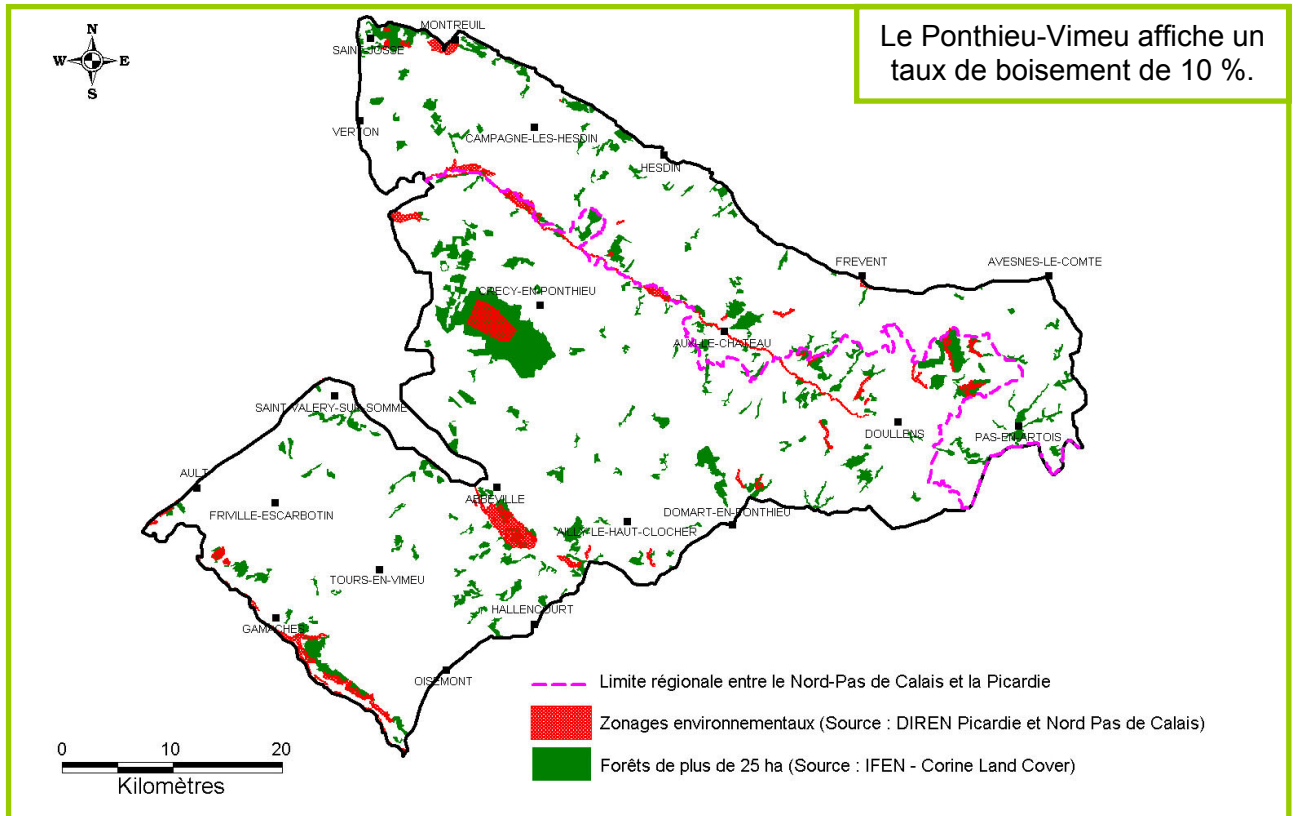 Le Ponthieu-Vimeu affiche un
taux de boisement de 10 %.
N
W E
S
MONTREUIL
SAINT-JOSSE
VERTON
CAMPAGNE-LES-HESDIN
HESDIN
FREVENT
AVESNES-LE-COMTE
CRECY-EN-PONTHIEU
AUXI-LE-CHATEAU
SAINT-VALERY-SUR-SOMME
DOULLENS
PAS-EN-ARTOIS
AULT
ABBEVILLE
FRIVILLE-ESCARBOTIN
DOMART-EN-PONTHIEU
AILLY-LE-HAUT-CLOCHER
TOURS-EN-VIMEU
HALLENCOURT
GAMACHES
OISEMONT
Limite régionale entre le Nord-Pas de Calais et la Picardie
Zonages environnementaux (Source : DIREN Picardie et Nord Pas de Calais)
Forêts de plus de 25 ha (Source : IFEN - Corine Land Cover)
0 10 20
Kilomètres